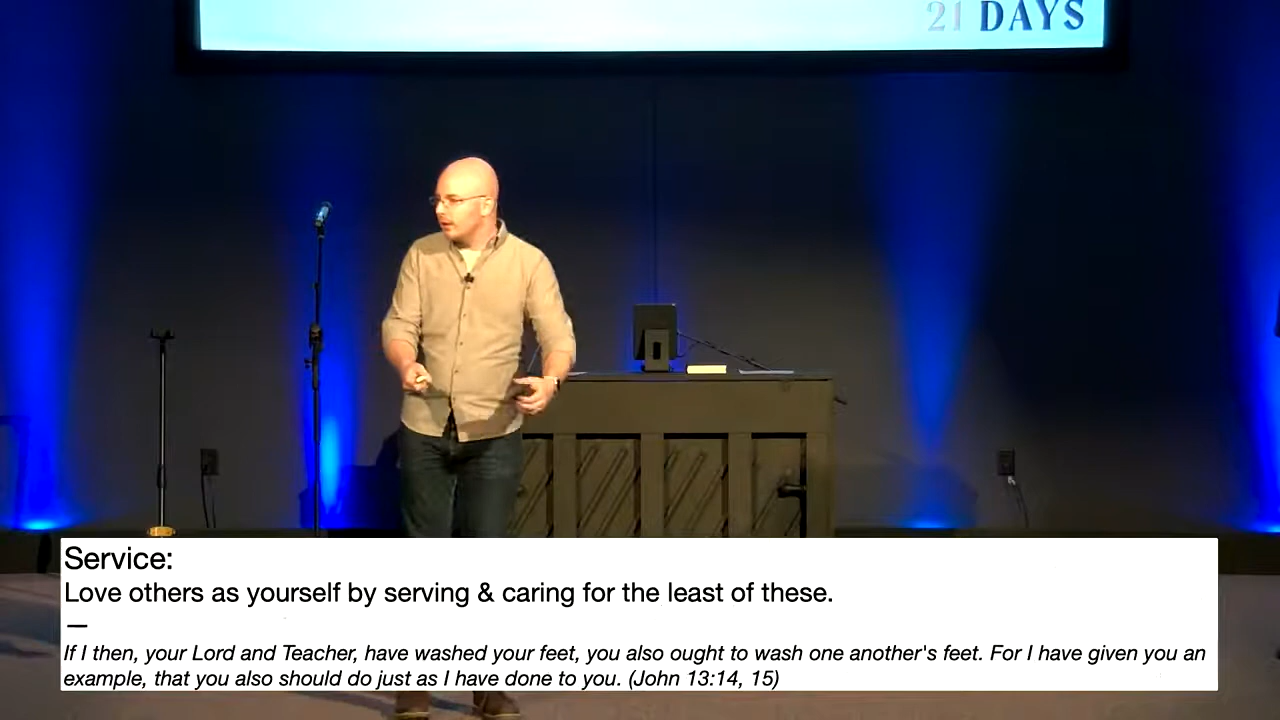 21 DAYS
Service:
Love others as yourself by serving & caring for the least of these.
—
If I then, your Lord and Teacher, have washed your feet, you also ought to wash one another's feet. For I have given you an
example, that you also should do just as I have done to you. (John 13:14, 15)